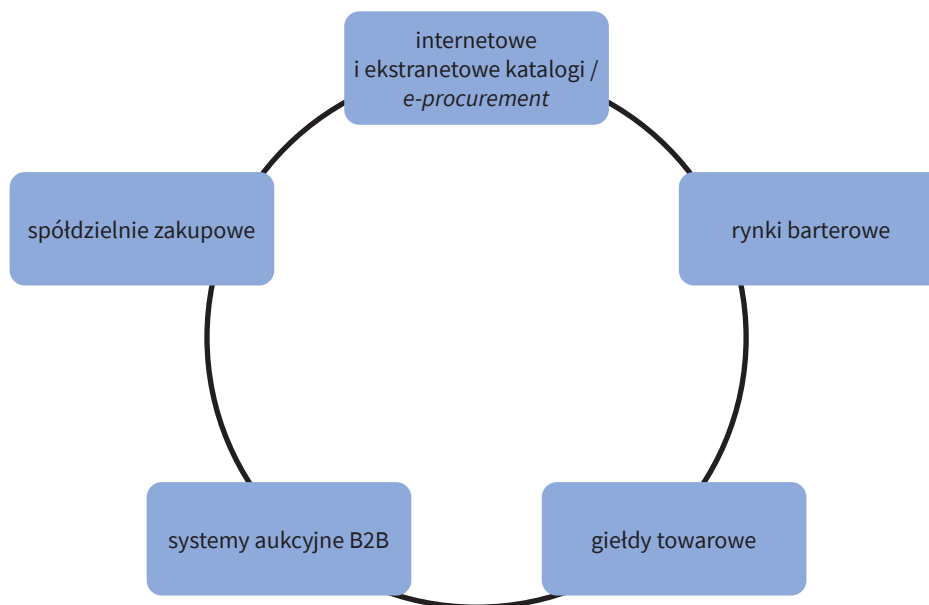 internetowe
i ekstranetowe katalogi /
e-procurement
spółdzielnie zakupowe
rynki barterowe
systemy aukcyjne B2B
giełdy towarowe